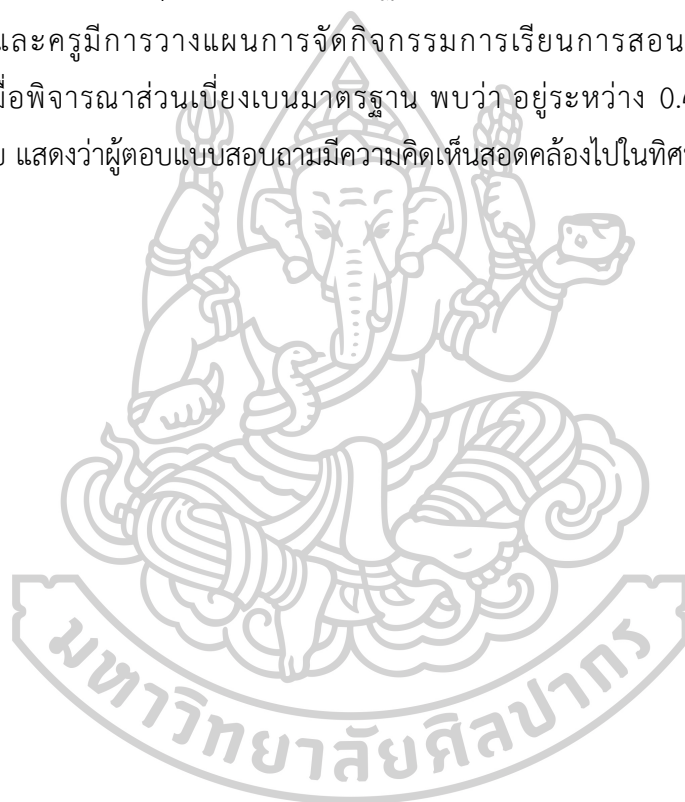 และครูมีการวางแผนการจัดกิจกรรมการเรียนการสอน
พิจารณาส่วนเบี่ยงเบนมาตรฐาน พบว่า อยู่ระหว่าง
แสดงว่าผู้ตอบแบบสอบถามมีความคิดเห็นสอดคล้องไปใน
มหาวิทยาลัยศิลปากร